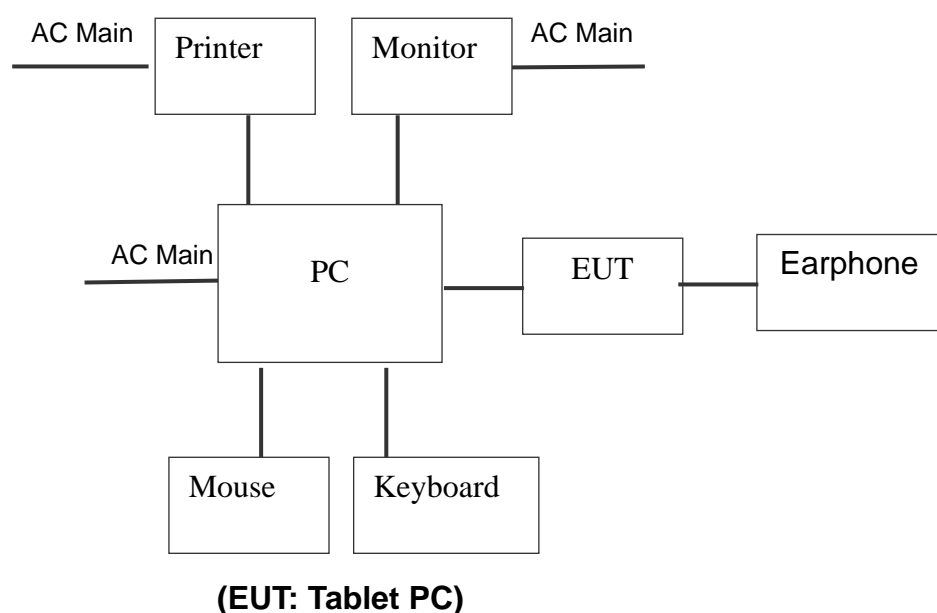 AC Main
Printer
Monitor
AC Main
AC Main
PC
EUT
Earphone
Mouse
Keyboard
(EUT: Tablet PC)